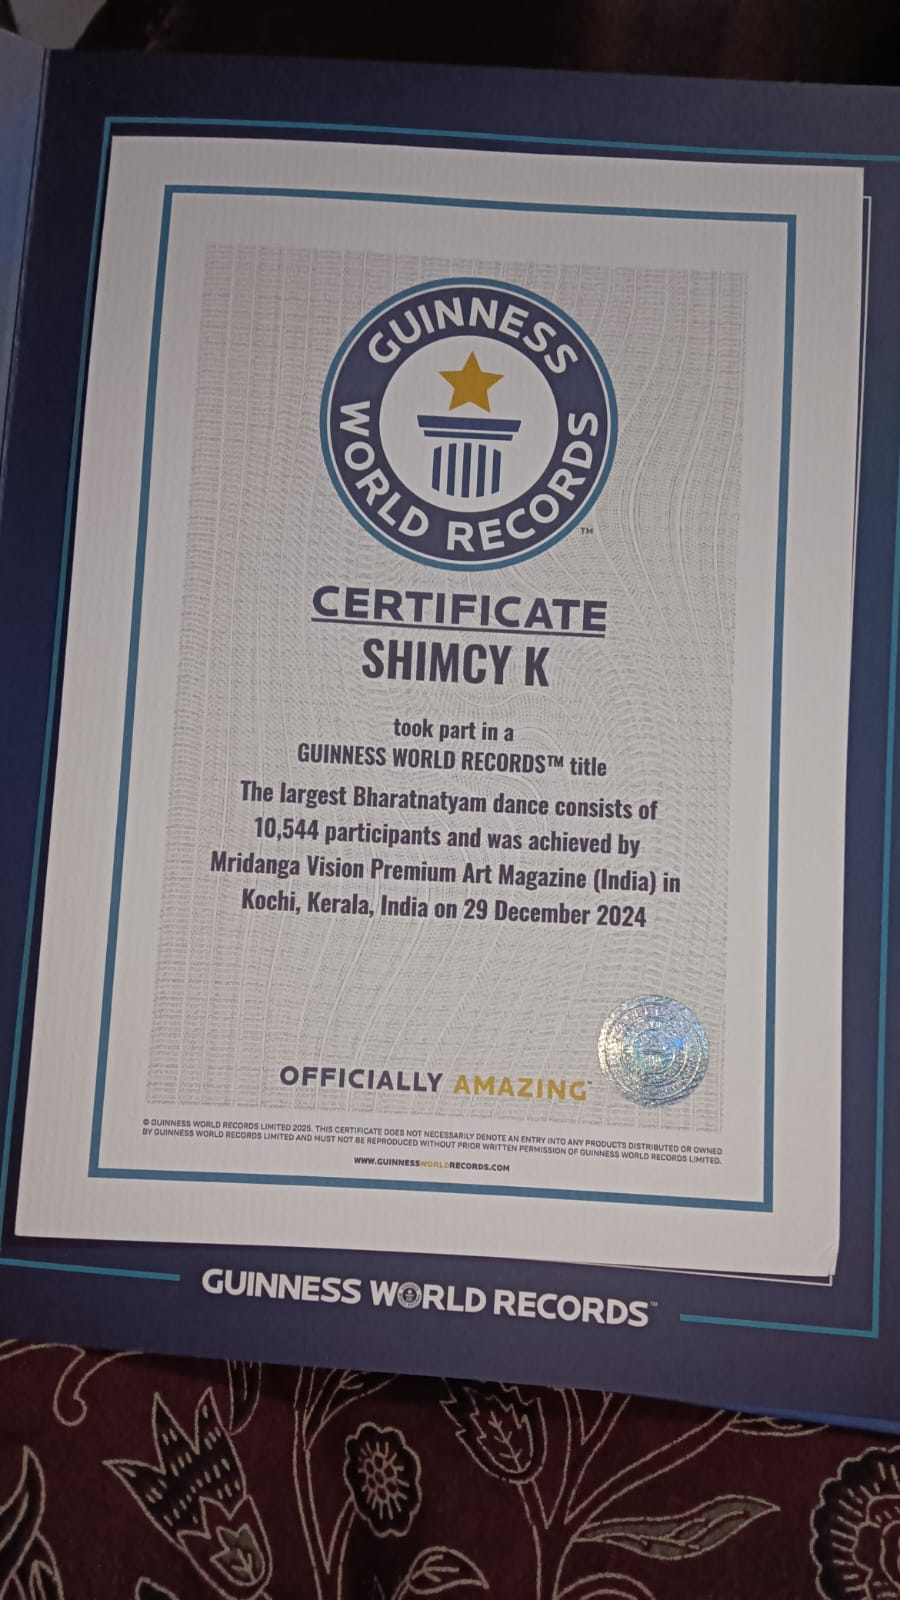 GUINNESS
WORLD RECORDS
TM
CERTIFICATE
SHIMCY K
took part in a
GUINNESS WORLD RECORDS™ title
The largest Bharatnatyam dance consists of
10,544 participants and was achieved by
Mridanga Vision Premium Art Magazine (India) in
Kochi, Kerala, India on 29 December 2024
OFFICIALLY AMAZING™
© GUINNESS WORLD RECORDS LIMITED 2025. THIS CERTIFICATE DOES NOT NECESSARILY DENOTE AN ENTRY INTO ANY PRODUCTS DISTRIBUTED OR OWNED
BY GUINNESS WORLD RECORDS LIMITED AND MUST NOT BE REPRODUCED WITHOUT PRIOR WRITTEN PERMISSION OF GUINNESS WORLD RECORDS LIMITED.
WWW.GUINNESSWORLDRECORDS.COM
GUINNESS WORLD RECORDS™